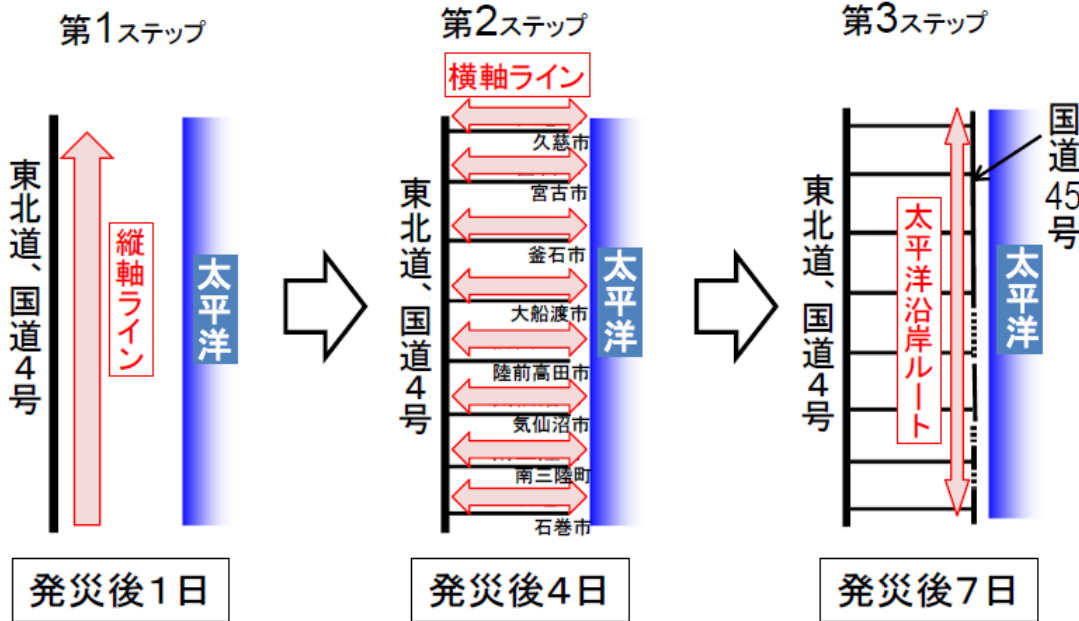 第1ステップ
東北道、国道4号
縦軸ライン
太平洋
発災後1日
第2ステップ
横軸ライン
東北道、国道4号
久慈市
宮古市
釜石市
大船渡市
陸前高田市
気仙沼市
南三陸町
石巻市
太平洋
発災後4日
第3ステップ
東北道、国道4号
太平洋沿岸ルート
国道45号
太平洋
発災後7日